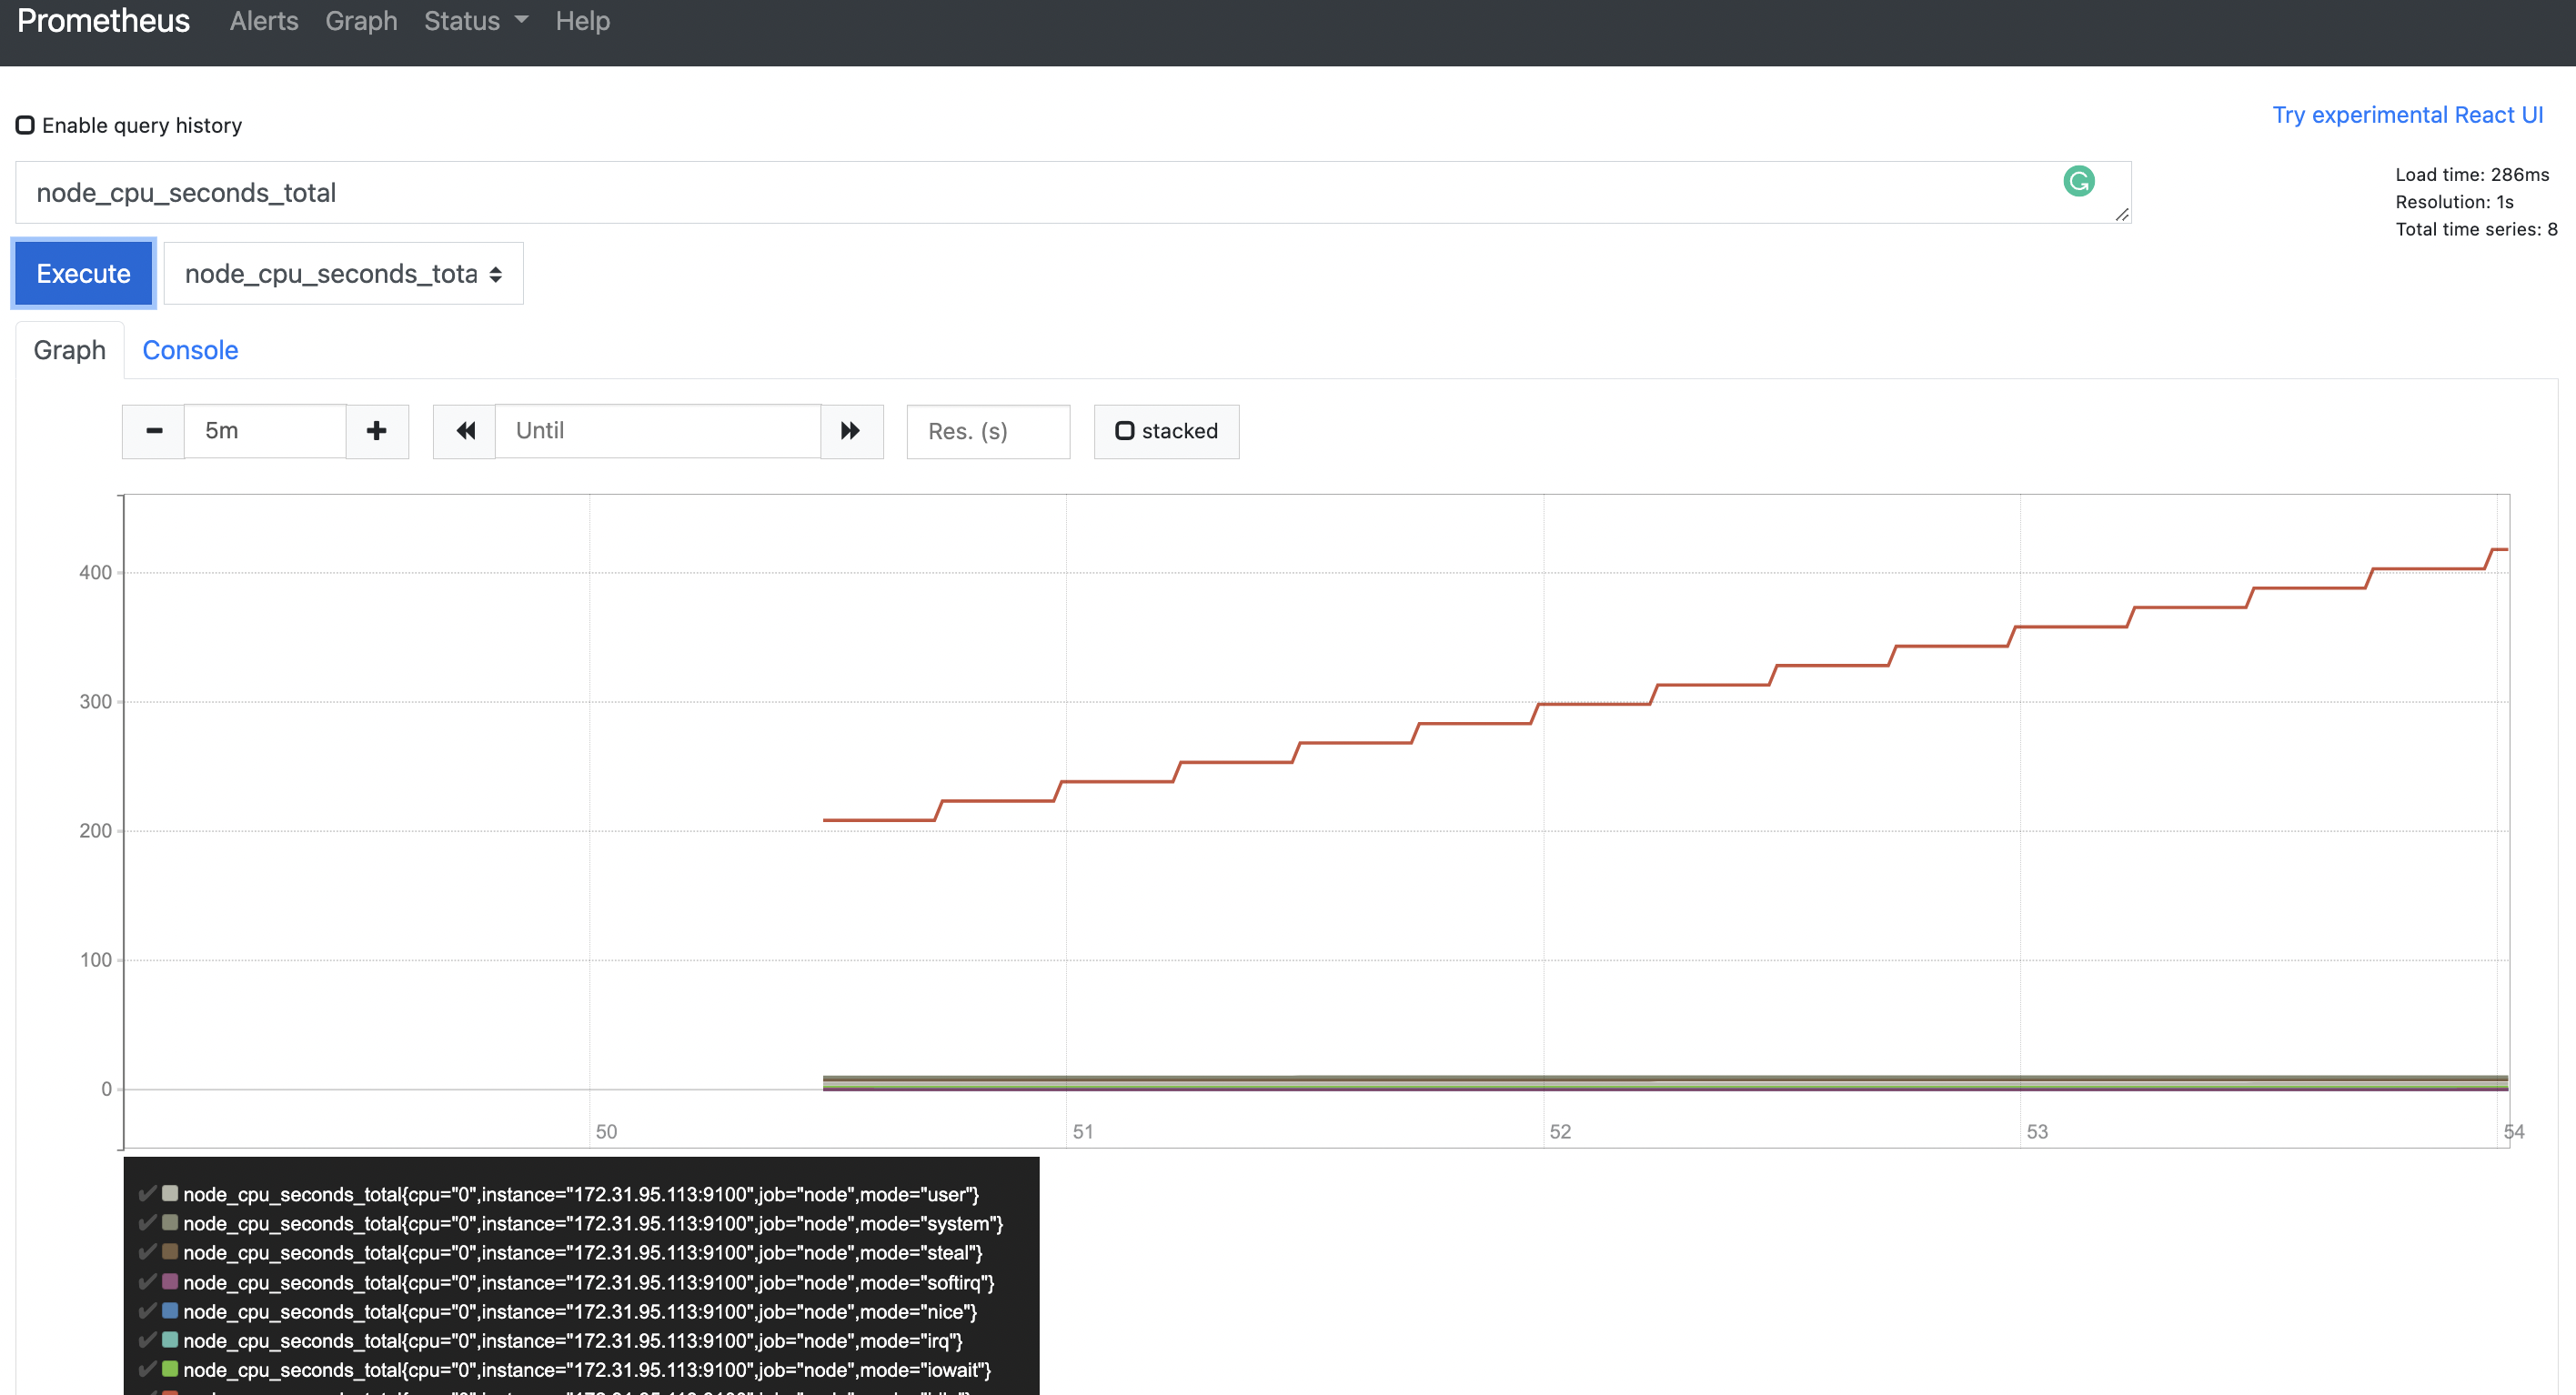 Prometheus Alerts Graph Status Help
Enable query history
Try experimental React UI
node_cpu_seconds_total
Load time: 286ms
Resolution: 1s
Total time series: 8
Execute node_cpu_seconds_tota
Graph Console
5m Until Res. (s) stacked
400
300
200
100
0
50 51 52 53 54
node_cpu_seconds_total{cpu="0",instance="172.31.95.113:9100",job="node",mode="user"}
node_cpu_seconds_total{cpu="0",instance="172.31.95.113:9100",job="node",mode="system"}
node_cpu_seconds_total{cpu="0",instance="172.31.95.113:9100",job="node",mode="steal"}
node_cpu_seconds_total{cpu="0",instance="172.31.95.113:9100",job="node",mode="softirq"}
node_cpu_seconds_total{cpu="0",instance="172.31.95.113:9100",job="node",mode="nice"}
node_cpu_seconds_total{cpu="0",instance="172.31.95.113:9100",job="node",mode="irq"}
node_cpu_seconds_total{cpu="0",instance="172.31.95.113:9100",job="node",mode="iowait"}